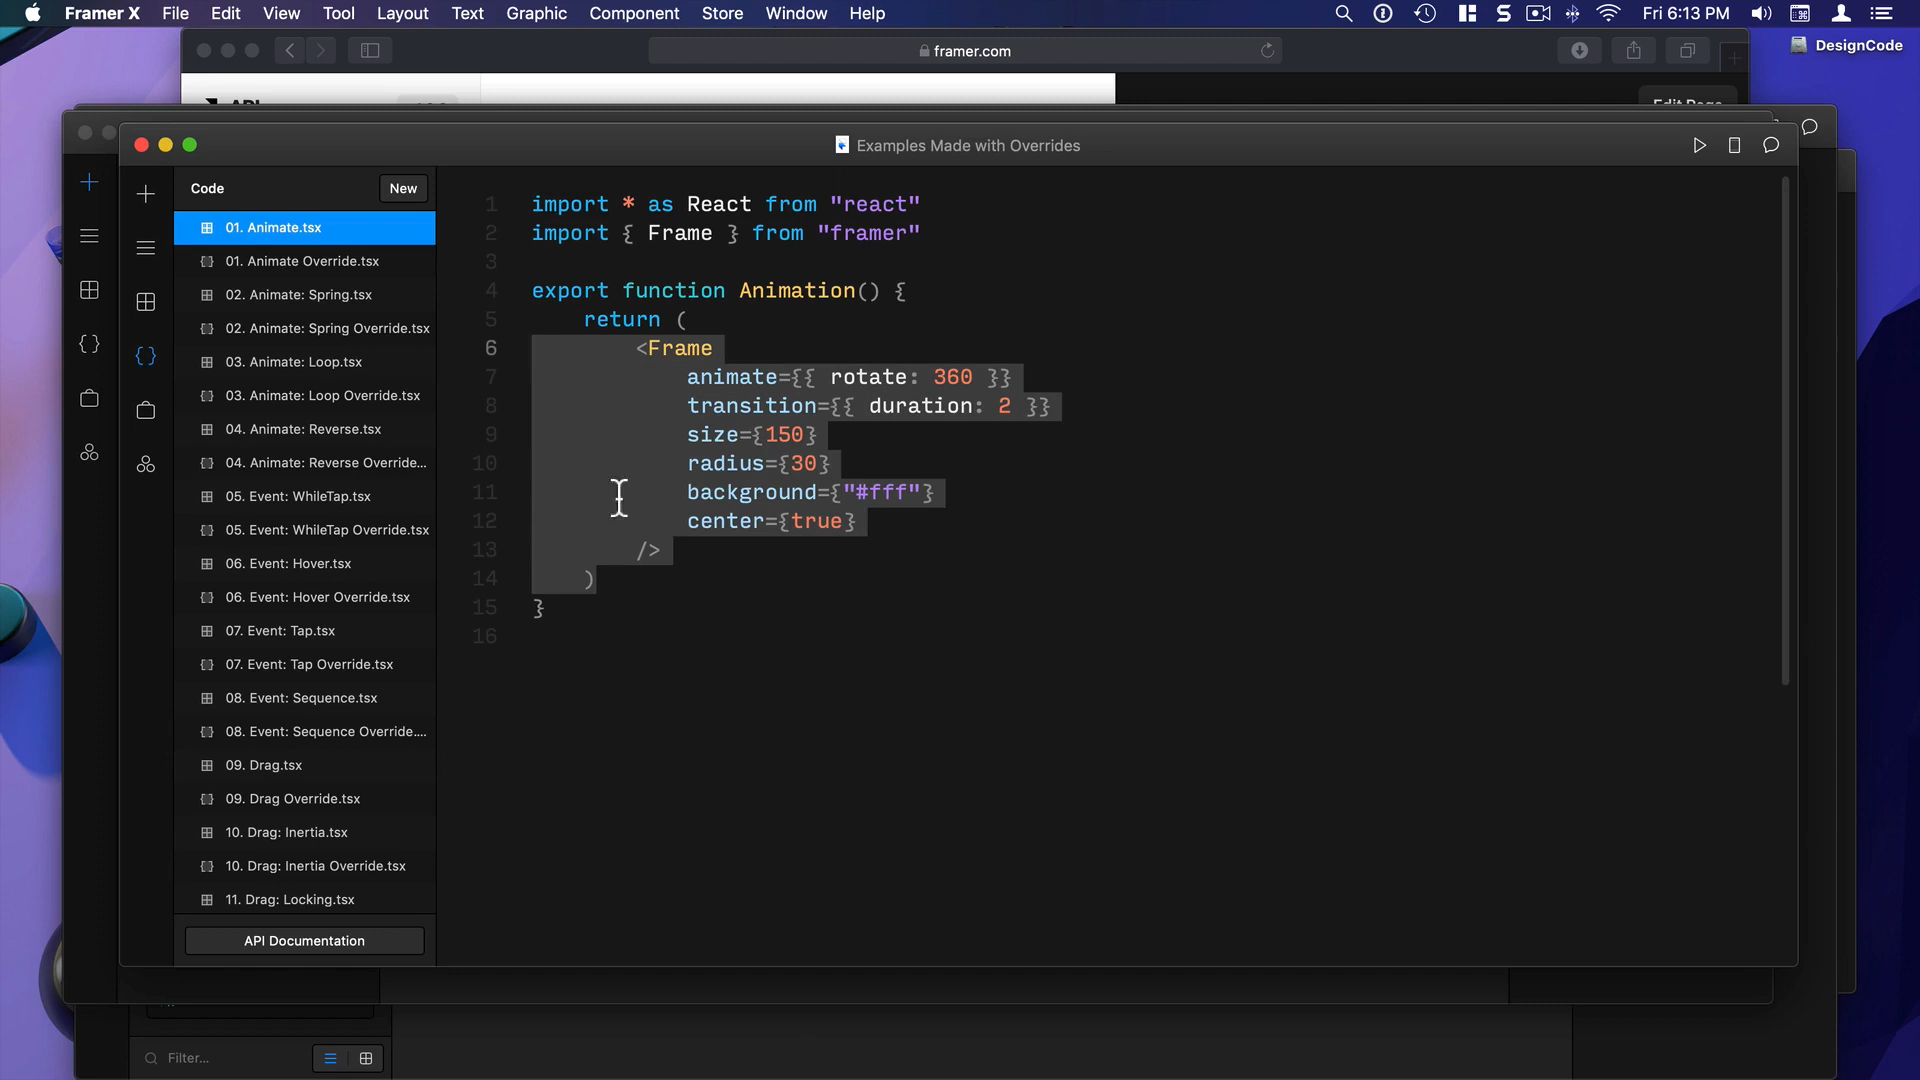 Framer X File Edit View Tool Layout Text Graphic Component Store Window Help Fri 6:13 PM
framer.com
DesignCode
Edit Page
Examples Made with Overrides
Code New
01. Animate.tsx
01. Animate Override.tsx
02. Animate: Spring.tsx
02. Animate: Spring Override.tsx
03. Animate: Loop.tsx
03. Animate: Loop Override.tsx
04. Animate: Reverse.tsx
04. Animate: Reverse Override...
05. Event: WhileTap.tsx
05. Event: WhileTap Override.tsx
06. Event: Hover.tsx
06. Event: Hover Override.tsx
07. Event: Tap.tsx
07. Event: Tap Override.tsx
08. Event: Sequence.tsx
08. Event: Sequence Override....
09. Drag.tsx
09. Drag Override.tsx
10. Drag: Inertia.tsx
10. Drag: Inertia Override.tsx
11. Drag: Locking.tsx
API Documentation
1 import * as React from "react"
2 import { Frame } from "framer"
3
4 export function Animation() {
5 return (
6 <Frame
7 animate={{ rotate: 360 }}
8 transition={{ duration: 2 }}
9 size={150}
10 radius={30}
11 background={"#fff"}
12 center={true}
13 />
14 )
15 }
16
Filter...